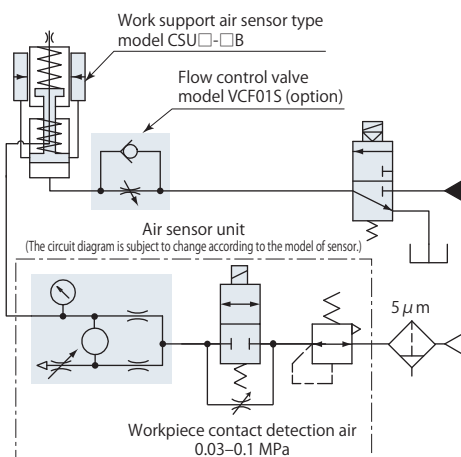 Work support air sensor type
model CSU□-□B
Flow control valve
model VCF01S (option)
Air sensor unit
(The circuit diagram is subject to change according to the model of sensor.)
5 μm
Workpiece contact detection air
0.03–0.1 MPa